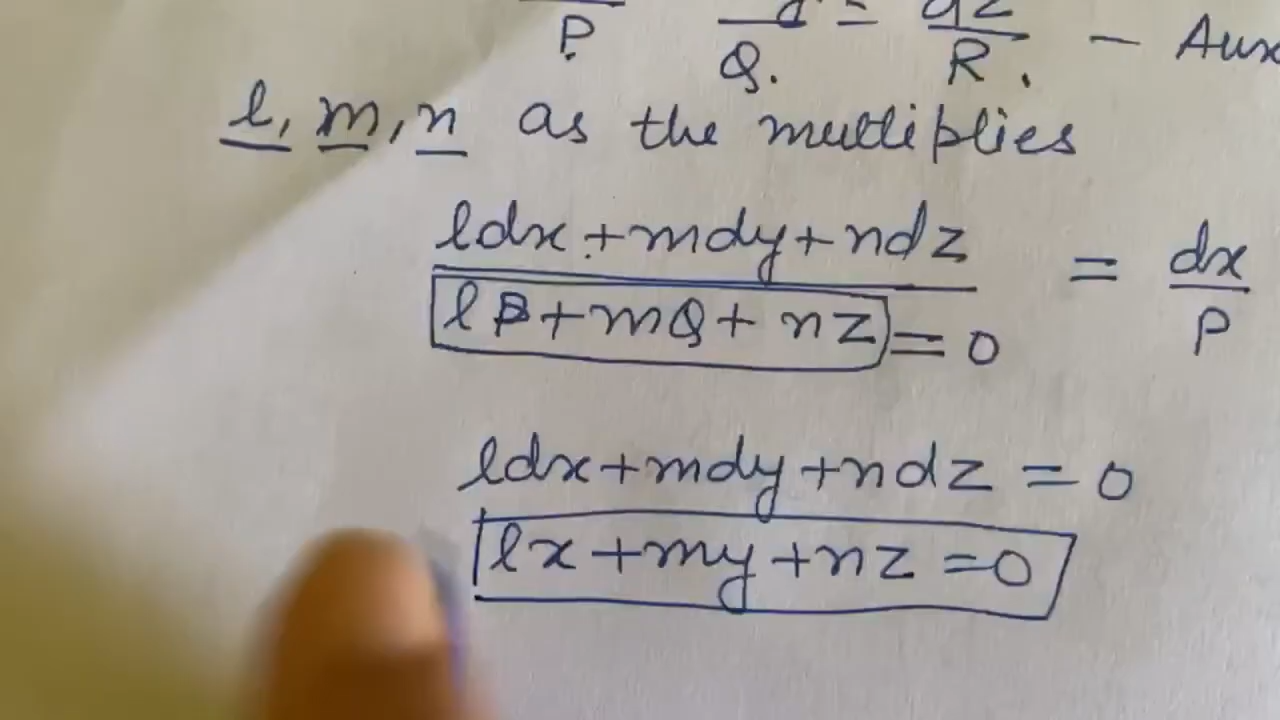 P Q. = dz R. - Aux
l, m, n as the multiplies
ldx + mdy + ndz / lP + mQ + nz = 0 = dx / P
ldx + mdy + ndz = 0
lx + my + nz = 0